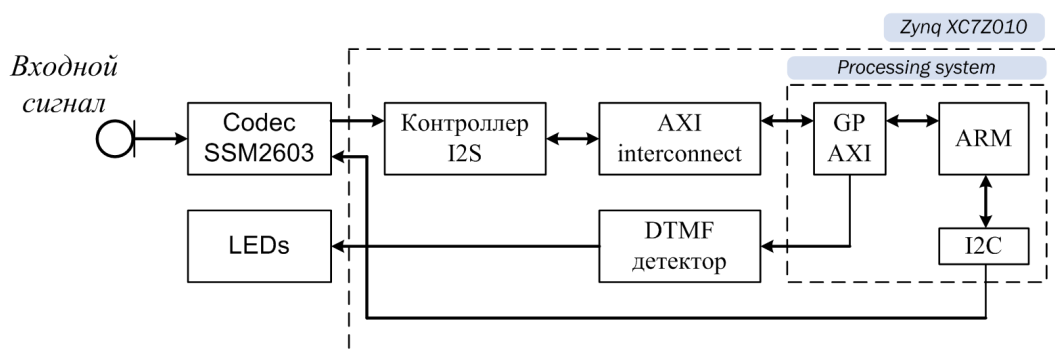 Zynq XC7Z010
Processing system
Входной
сигнал
Codec
SSM2603
Контроллер
I2S
AXI
interconnect
GP
AXI
ARM
LEDs
DTMF
детектор
I2C